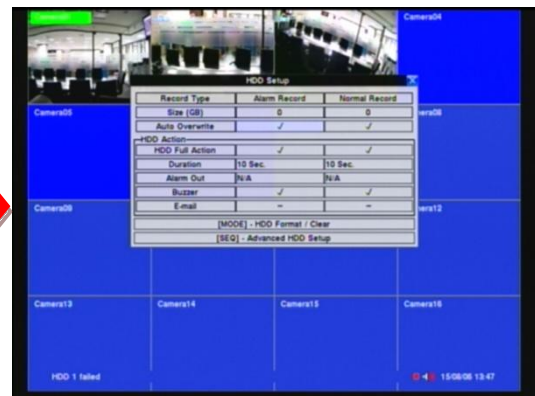 Camera04
HDD Setup
Record Type Alarm Record Normal Record
Size (GB) 0 0
Auto Overwrite √ √
HDD Action
HDD Full Action √ √
Duration 10 Sec. 10 Sec.
Alarm Out N/A N/A
Buzzer √ √
E-mail – –
[MODE] - HDD Format / Clear
[SEQ] - Advanced HDD Setup
Camera05 mera08
Camera09 mera12
Camera13 Camera14 Camera15 Camera16
HDD 1 failed 15/08/06 13:47